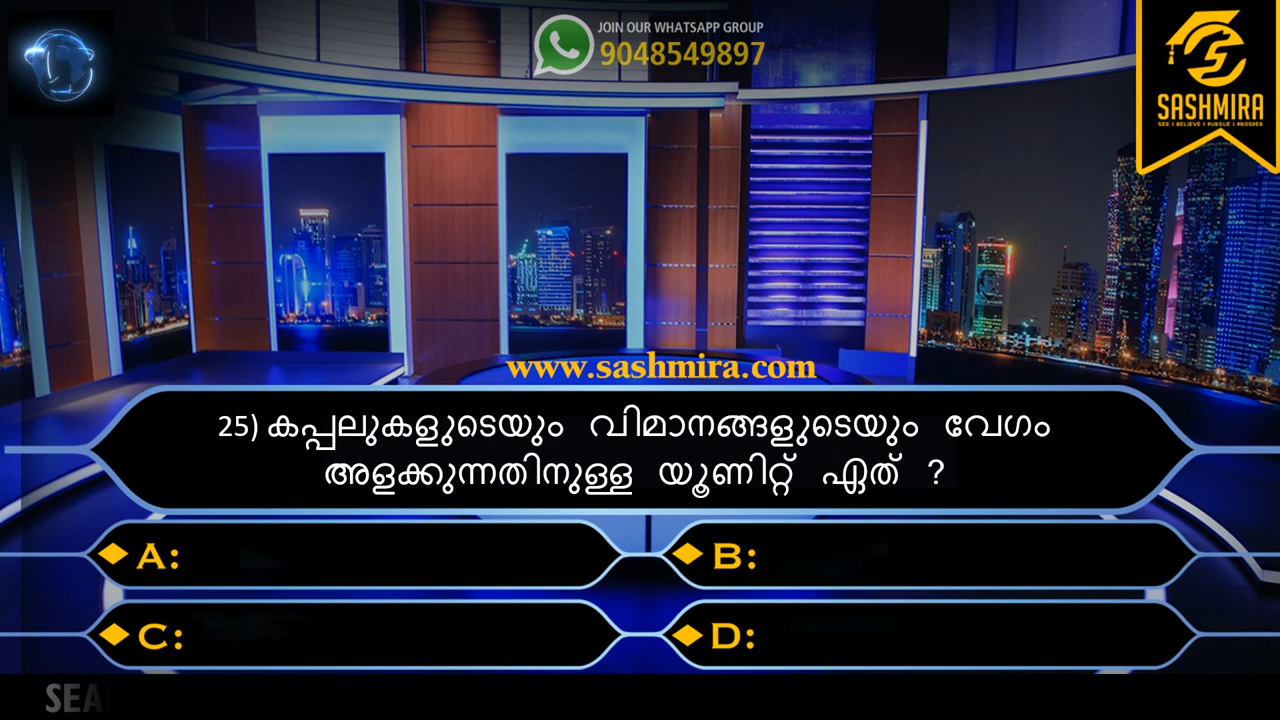 JOIN OUR WHATSAPP GROUP
9048549897
SASHMIRA
SEE I BELIEVE I PURSUE I PROSPER
www.sashmira.com
25) കപ്പലുകളുടെയും വിമാനങ്ങളുടെയും വേഗം
അളക്കുന്നതിനുള്ള യൂണിറ്റ് ഏത് ?
A:
B:
C:
D: